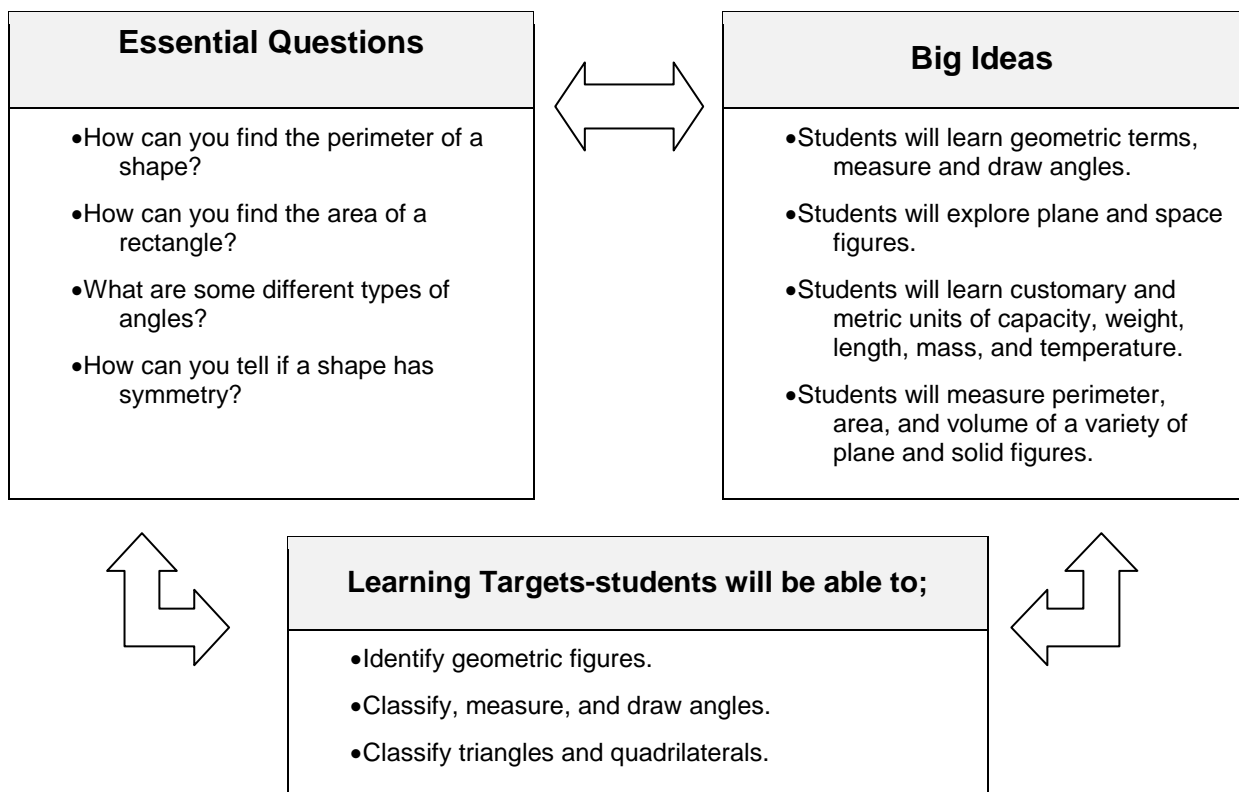 Essential Questions
•How can you find the perimeter of a
shape?
•How can you find the area of a
rectangle?
•What are some different types of
angles?
•How can you tell if a shape has
symmetry?
Big Ideas
•Students will learn geometric terms,
measure and draw angles.
•Students will explore plane and space
figures.
•Students will learn customary and
metric units of capacity, weight,
length, mass, and temperature.
•Students will measure perimeter,
area, and volume of a variety of
plane and solid figures.
Learning Targets-students will be able to;
•Identify geometric figures.
•Classify, measure, and draw angles.
•Classify triangles and quadrilaterals.